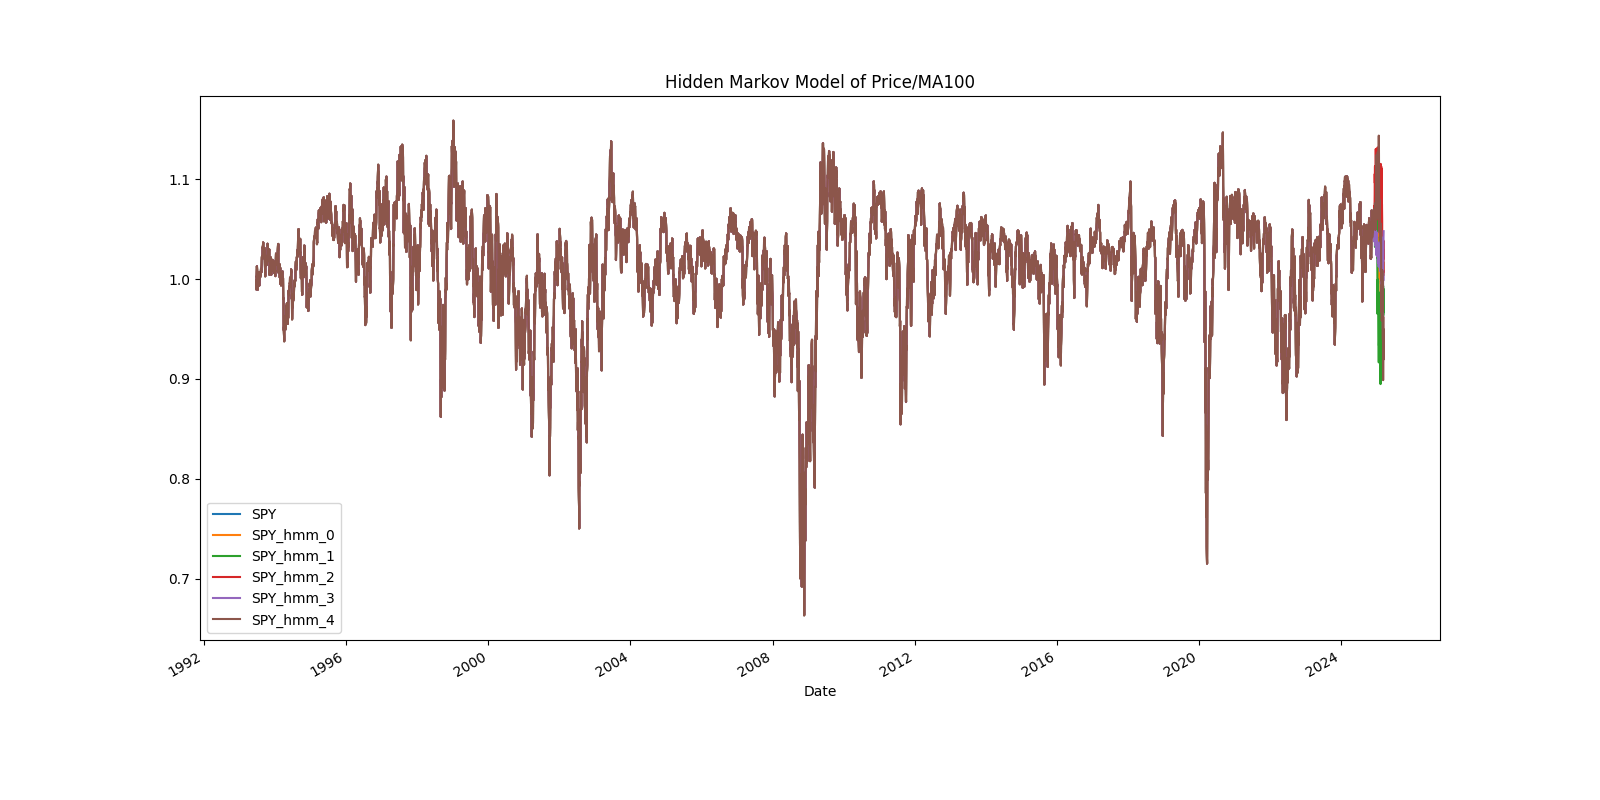 Hidden Markov Model of Price/MA100
1.1
1.0
0.9
0.8
0.7
SPY
SPY_hmm_0
SPY_hmm_1
SPY_hmm_2
SPY_hmm_3
SPY_hmm_4
1992 1996 2000 2004 2008 2012 2016 2020 2024
Date